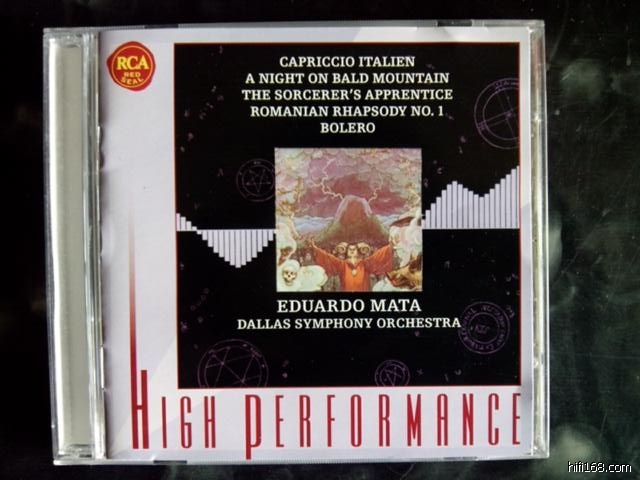 RCA
RED
SEAL
CAPRICCIO ITALIEN
A NIGHT ON BALD MOUNTAIN
THE SORCERER'S APPRENTICE
ROMANIAN RHAPSODY NO. 1
BOLERO
EDUARDO MATA
DALLAS SYMPHONY ORCHESTRA
HIGH PERFORMANCE
hifi168.com